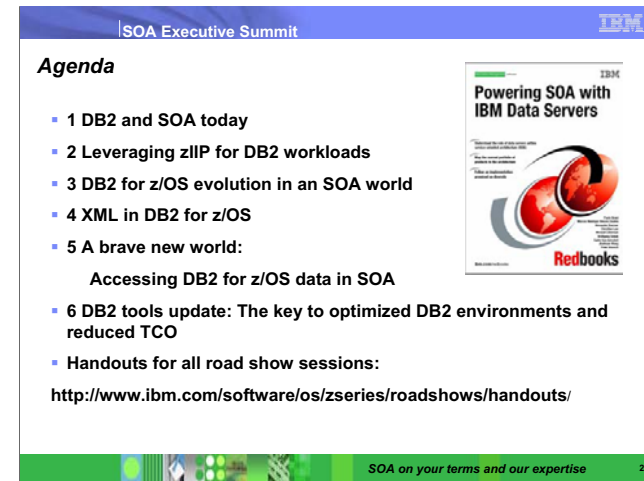 SOA Executive Summit
IBM
Agenda
1 DB2 and SOA today
2 Leveraging zIIP for DB2 workloads
3 DB2 for z/OS evolution in an SOA world
4 XML in DB2 for z/OS
5 A brave new world:
Accessing DB2 for z/OS data in SOA
6 DB2 tools update: The key to optimized DB2 environments and
reduced TCO
Handouts for all road show sessions:
http://www.ibm.com/software/os/zseries/roadshows/handouts/
IBM
Powering SOA with
IBM Data Servers
Redbooks
SOA on your terms and our expertise
2